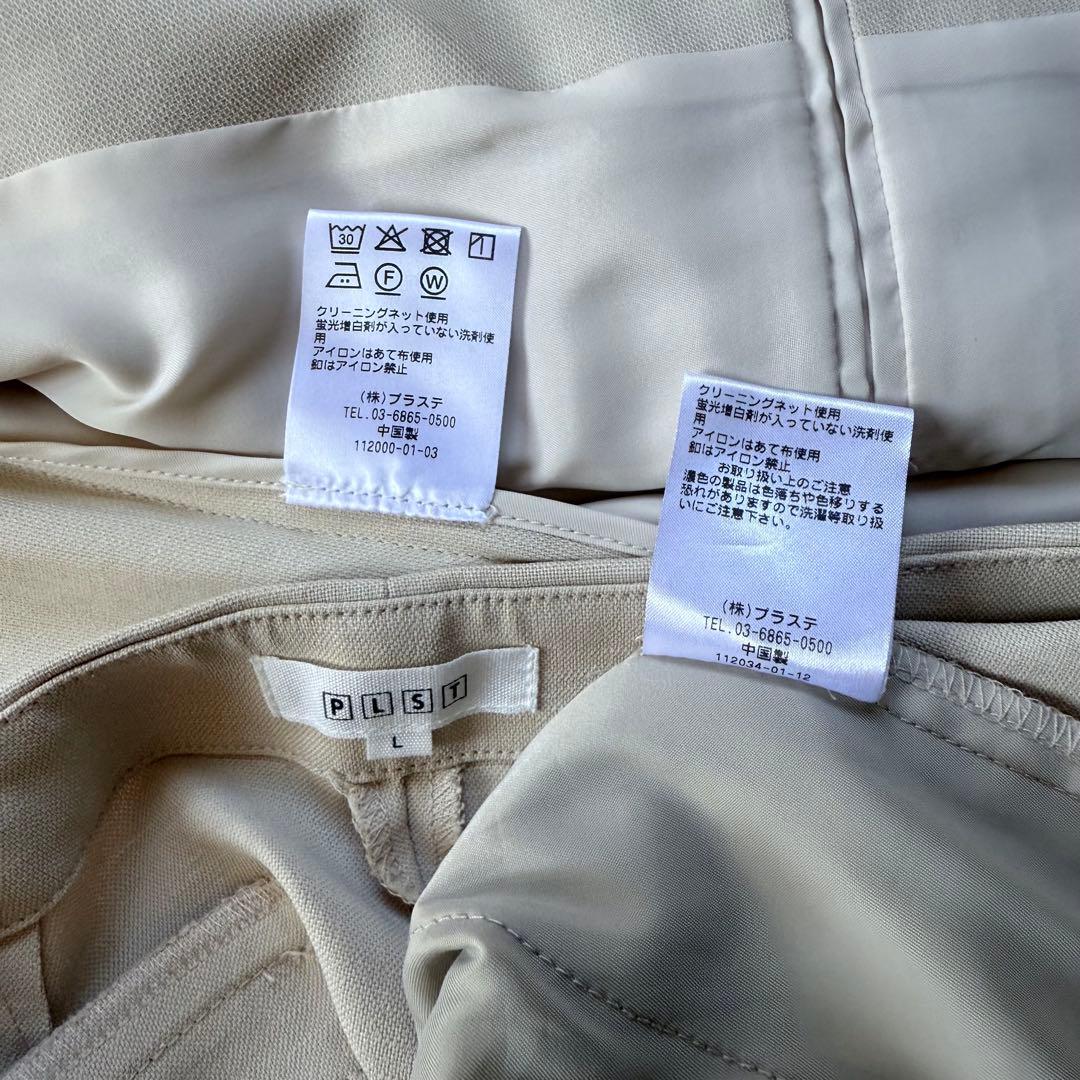 30
F W
クリーニングネット使用
蛍光増白剤が入っていない洗剤使
用
アイロンはあて布使用
釦はアイロン禁止
(株)プラステ
TEL.03-6865-0500
中国製
112000-01-03
クリーニングネット使用
蛍光増白剤が入っていない洗剤使
用
アイロンはあて布使用
釦はアイロン禁止
お取り扱い上のご注意
濃色の製品は色落ちや色移りする
恐れがありますので洗濯等取り扱
いにご注意下さい。
(株)プラステ
TEL.03-6865-0500
中国製
112034-01-12
PLST
L